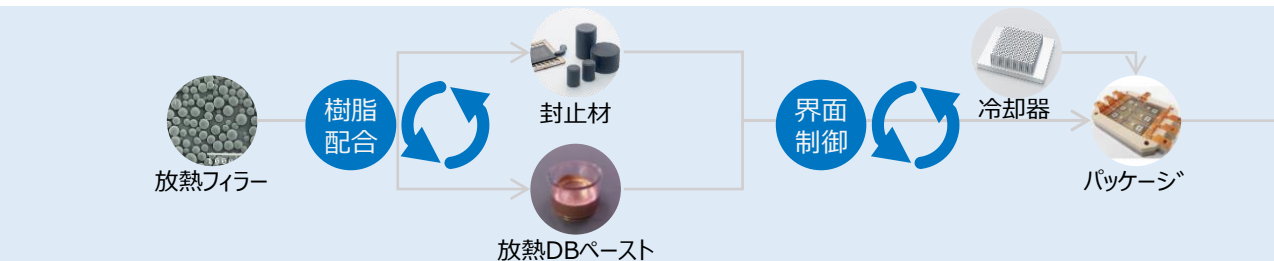 放熱フィラー
樹脂
配合
封止材
放熱DBペースト
界面
制御
冷却器
パッケージ